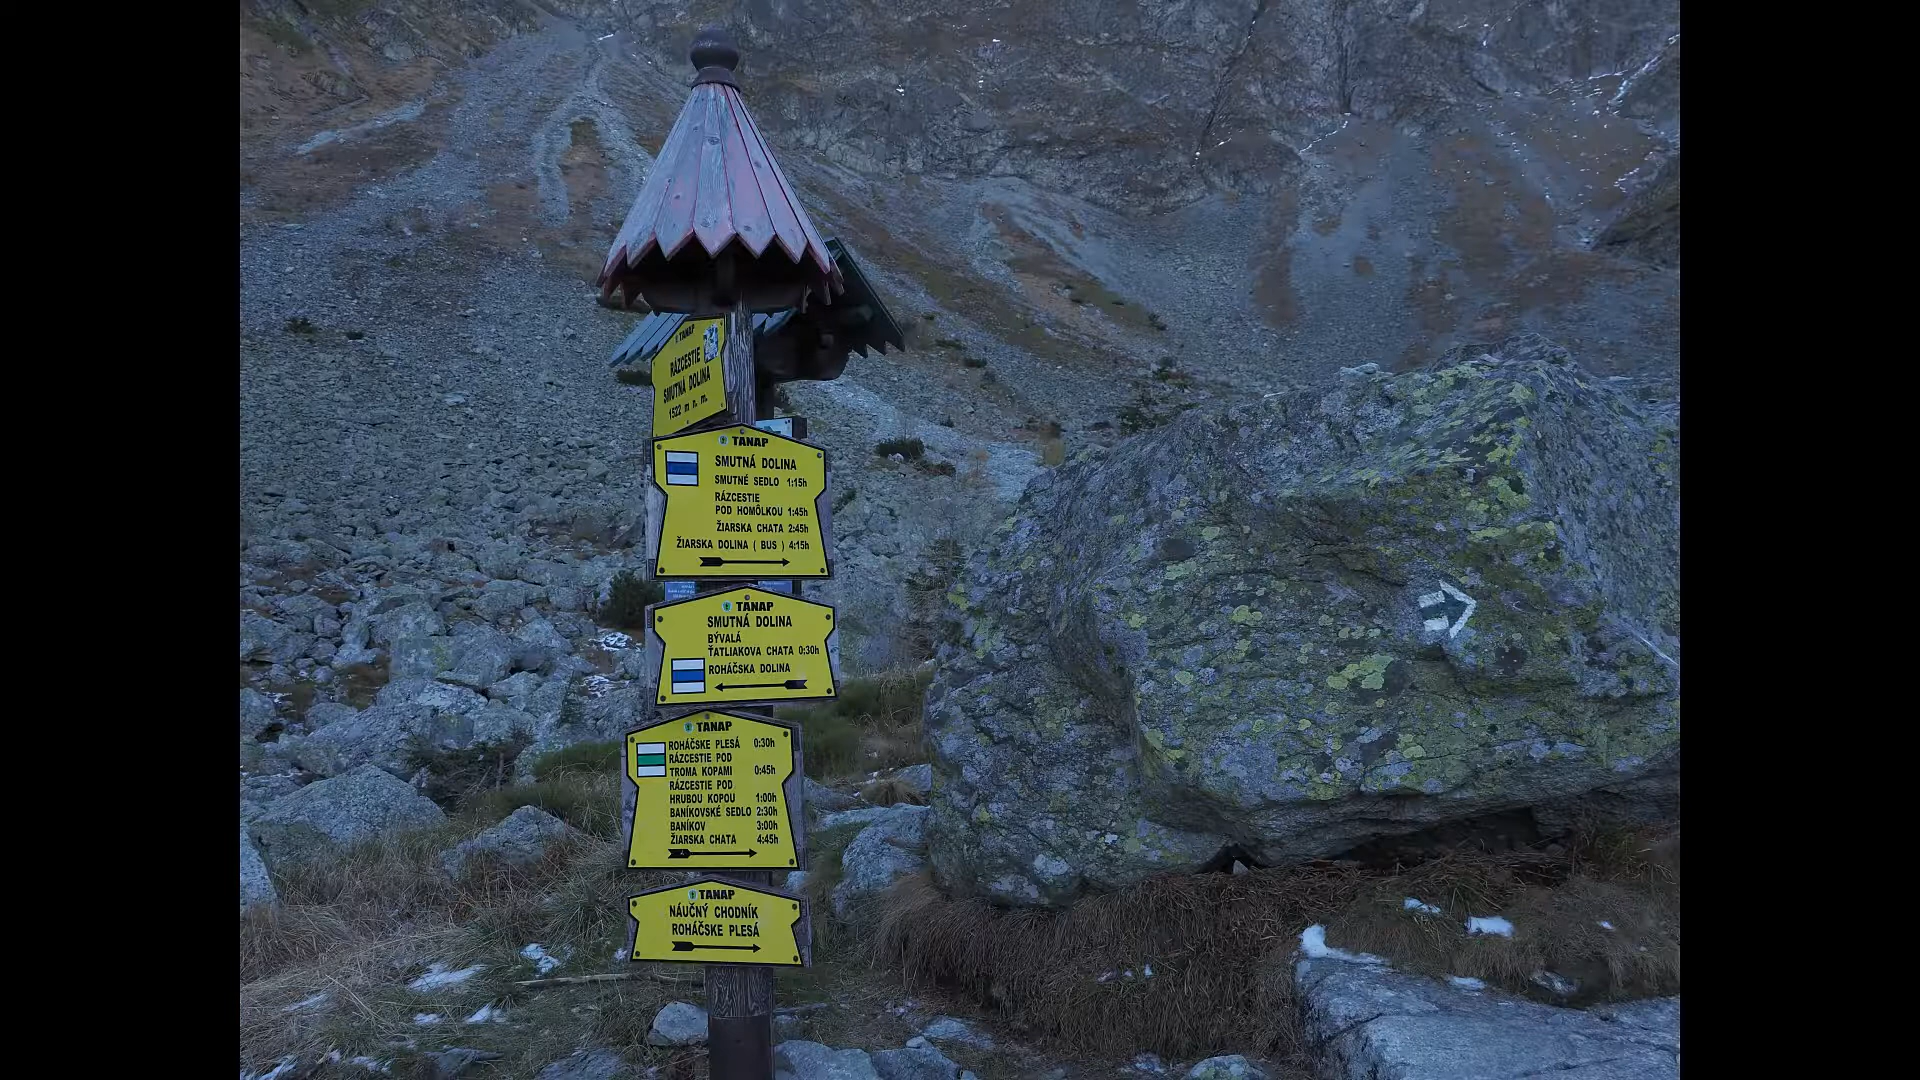 TANAP
RÁZCESTIE
SMUTNÁ DOLINA
1522 m n. m.
TANAP
SMUTNÁ DOLINA
SMUTNÉ SEDLO 1:15h
RÁZCESTIE
POD HOMÔLKOU 1:45h
ŽIARSKA CHATA 2:45h
ŽIARSKA DOLINA ( BUS ) 4:15h
TANAP
SMUTNÁ DOLINA
BÝVALÁ
ŤATLIAKOVA CHATA 0:30h
ROHÁČSKA DOLINA
TANAP
ROHÁČSKE PLESÁ 0:30h
RÁZCESTIE POD
TROMA KOPAMI 0:45h
RÁZCESTIE POD
HRUBOU KOPOU 1:00h
BANÍKOVSKÉ SEDLO 2:30h
BANÍKOV 3:00h
ŽIARSKA CHATA 4:45h
TANAP
NÁUČNÝ CHODNÍK
ROHÁČSKE PLESÁ